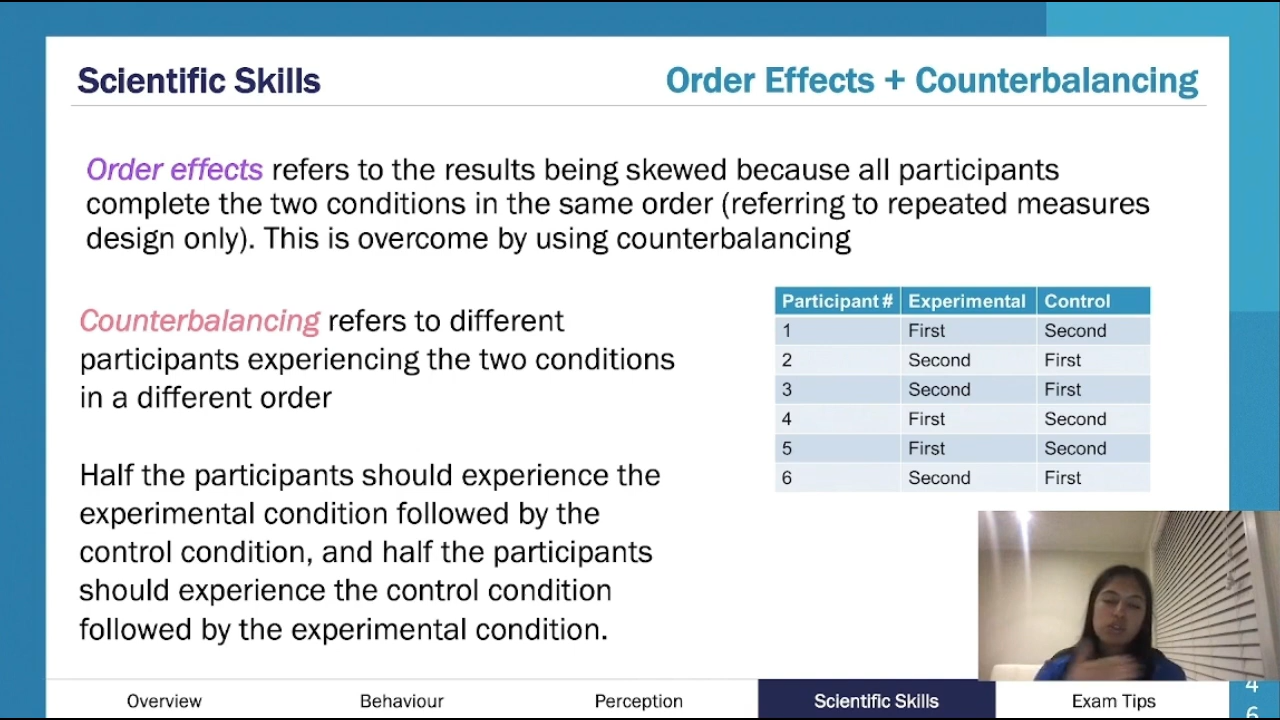 Scientific Skills
Order Effects + Counterbalancing
Order effects refers to the results being skewed because all participants
complete the two conditions in the same order (referring to repeated measures
design only). This is overcome by using counterbalancing
Counterbalancing refers to different
participants experiencing the two conditions
in a different order
Half the participants should experience the
experimental condition followed by the
control condition, and half the participants
should experience the control condition
followed by the experimental condition.
Participant # Experimental Control
1 First Second
2 Second First
3 Second First
4 First Second
5 First Second
6 Second First
Overview Behaviour Perception Scientific Skills Exam Tips
4
6